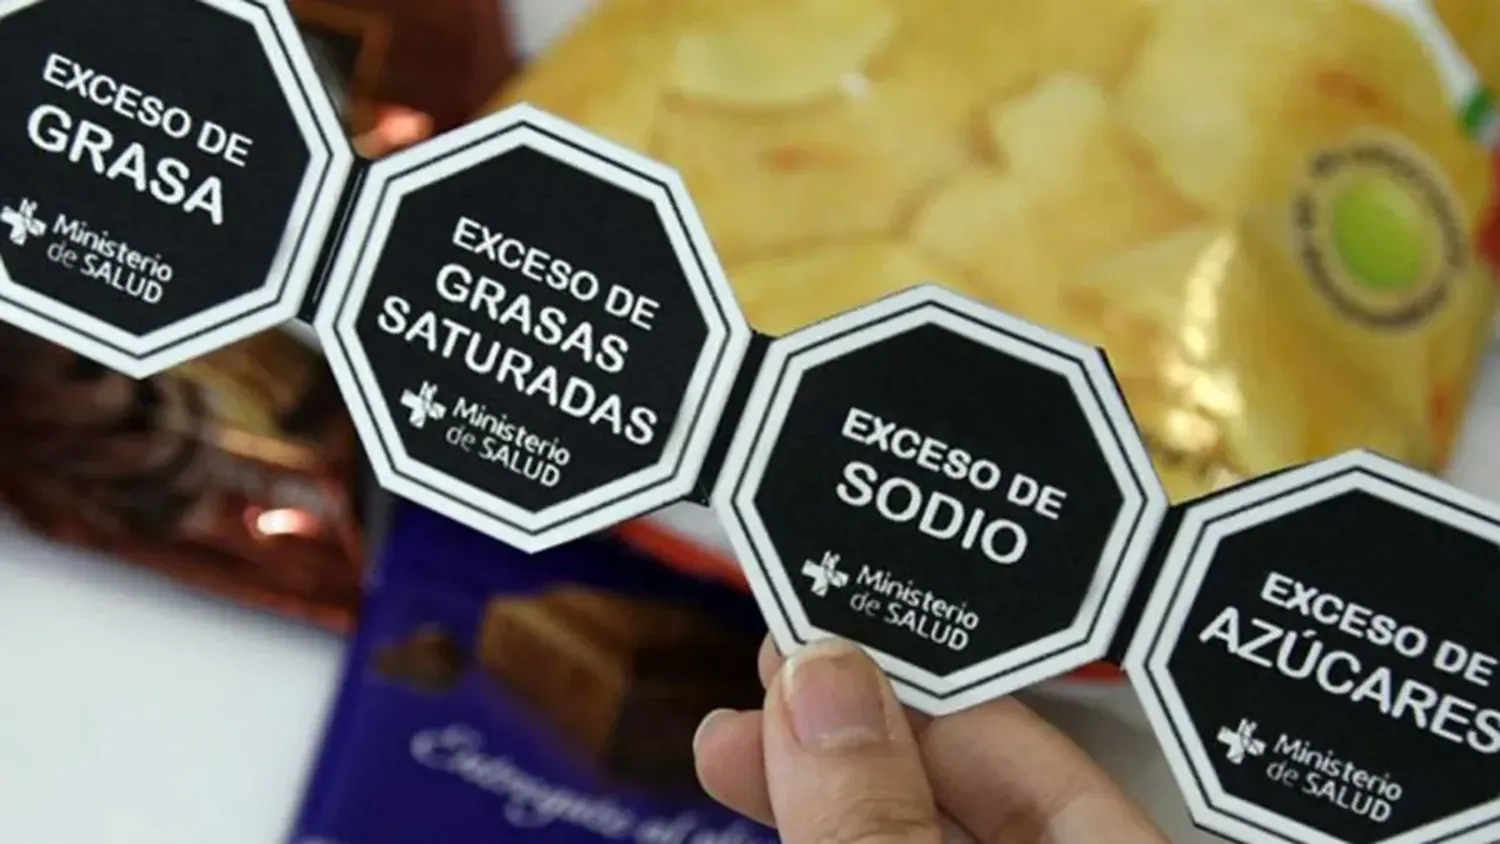 EXCESO DE
GRASA
Ministerio
de SALUD
EXCESO DE
GRASAS
SATURADAS
Ministerio
de SALUD
EXCESO DE
SODIO
Ministerio
de SALUD
EXCESO DE
AZÚCARES
Ministerio
de SALUD